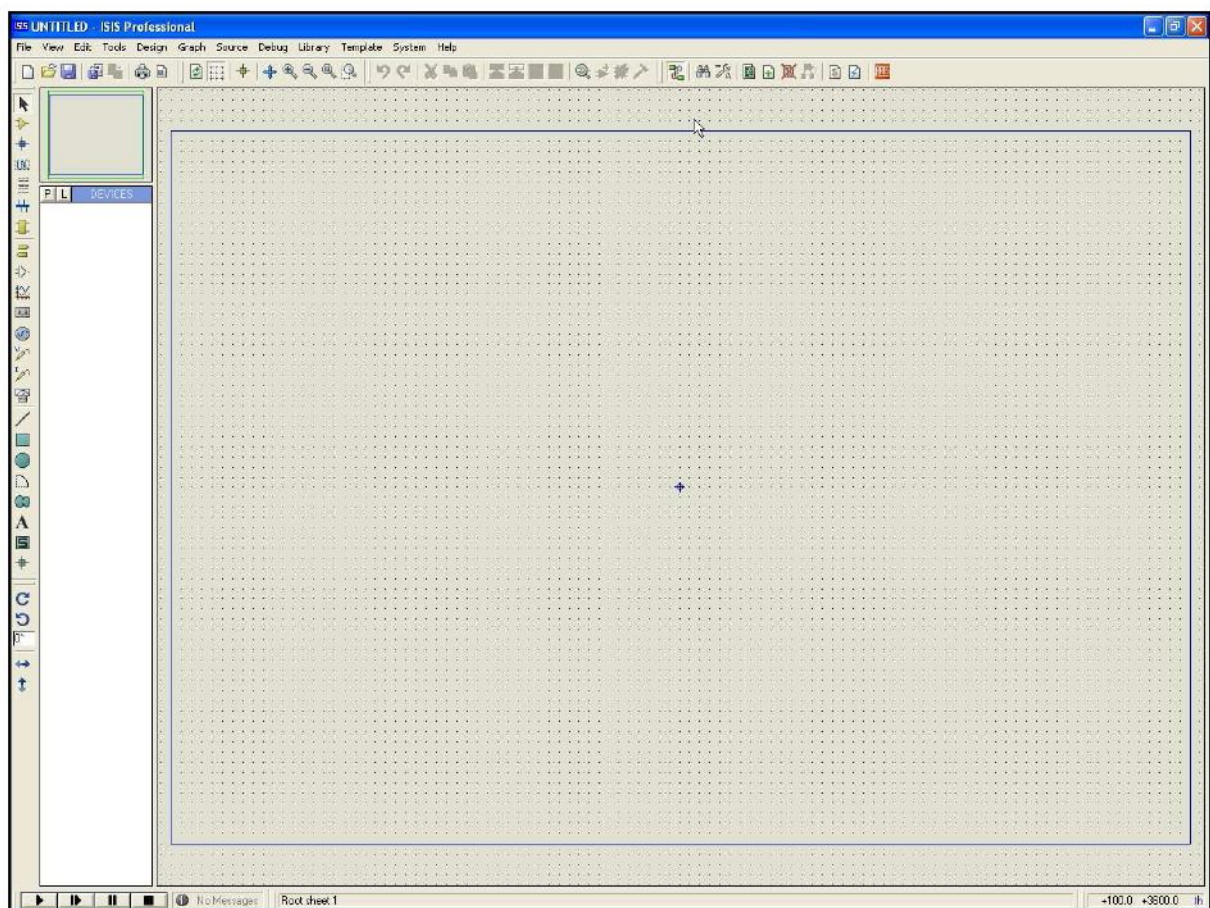 ISIS UNTITLED - ISIS Professional
File View Edit Tools Design Graph Source Debug Library Template System Help
P L DEVICES
A
0°
No Messages Root sheet 1 +100.0 +3800.0 th